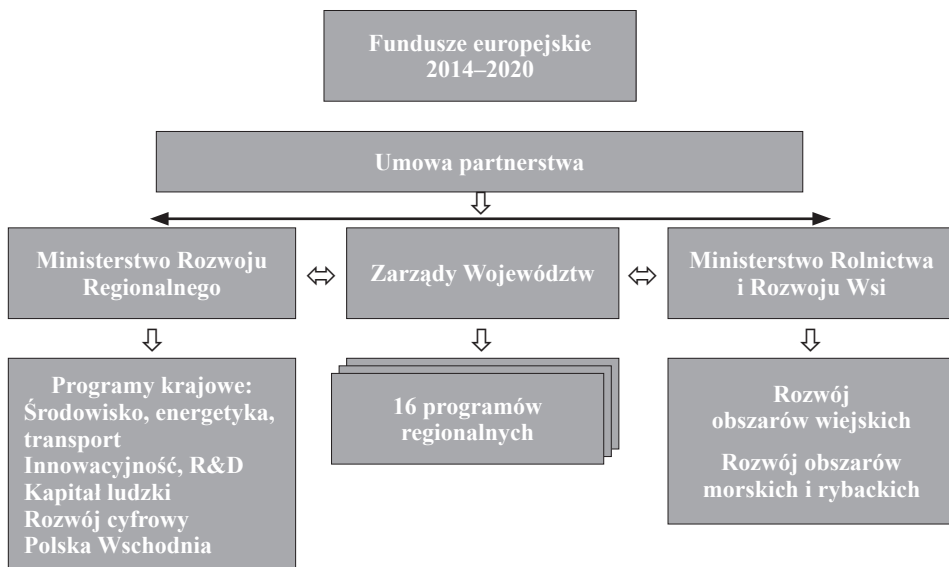 Fundusze europejskie
2014–2020
Umowa partnerstwa
Ministerstwo Rozwoju
Regionalnego
Zarządy Województw
Ministerstwo Rolnictwa
i Rozwoju Wsi
Programy krajowe:
Środowisko, energetyka,
transport
Innowacyjność, R&D
Kapitał ludzki
Rozwój cyfrowy
Polska Wschodnia
16 programów
regionalnych
Rozwój
obszarów wiejskich
Rozwój obszarów
morskich i rybackich